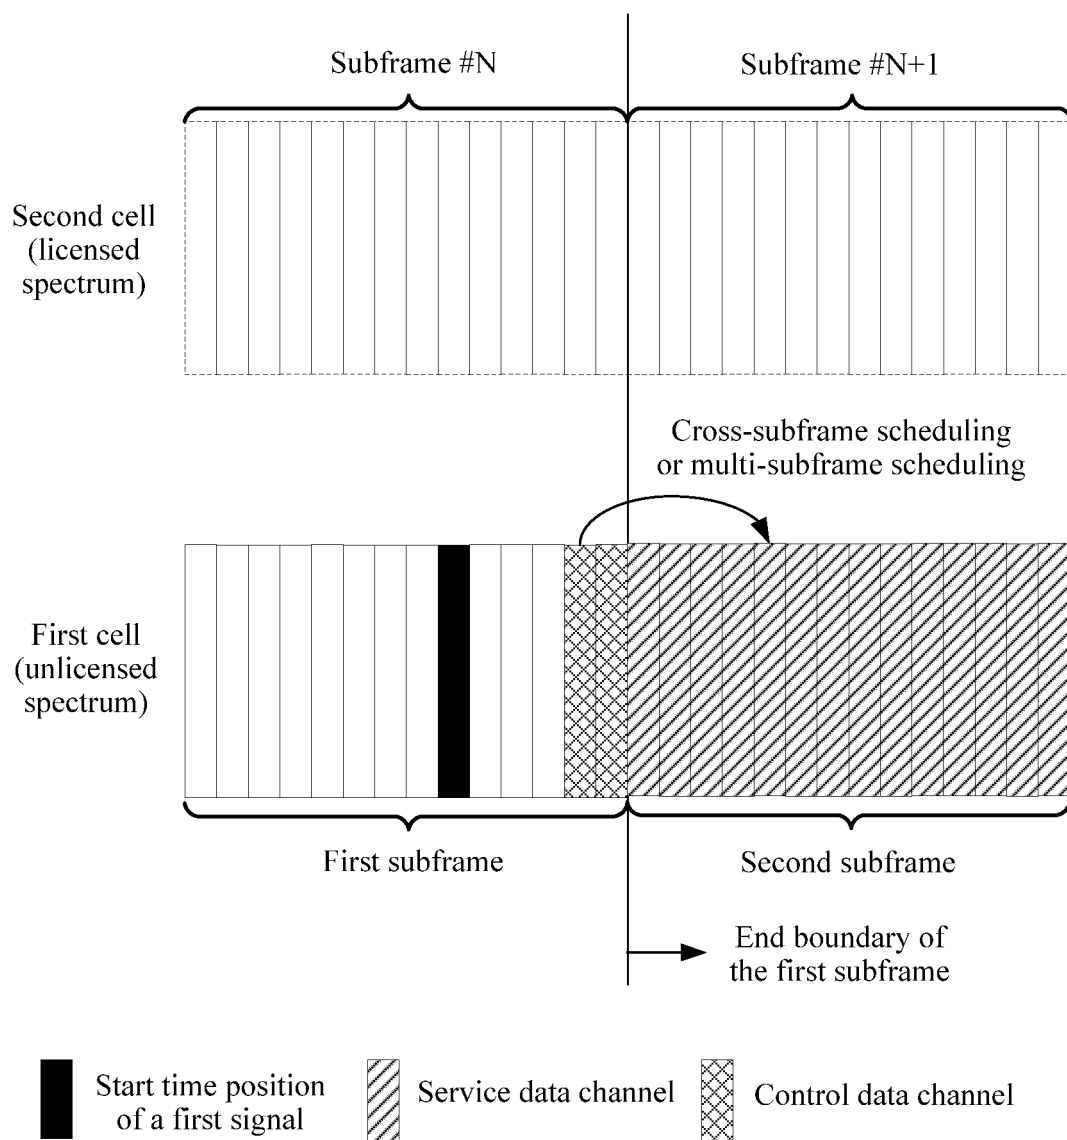 Subframe #N
Subframe #N+1
Second cell
(licensed
spectrum)
Cross-subframe scheduling
or multi-subframe scheduling
First cell
(unlicensed
spectrum)
First subframe
Second subframe
End boundary of
the first subframe
Start time position
of a first signal
Service data channel
Control data channel